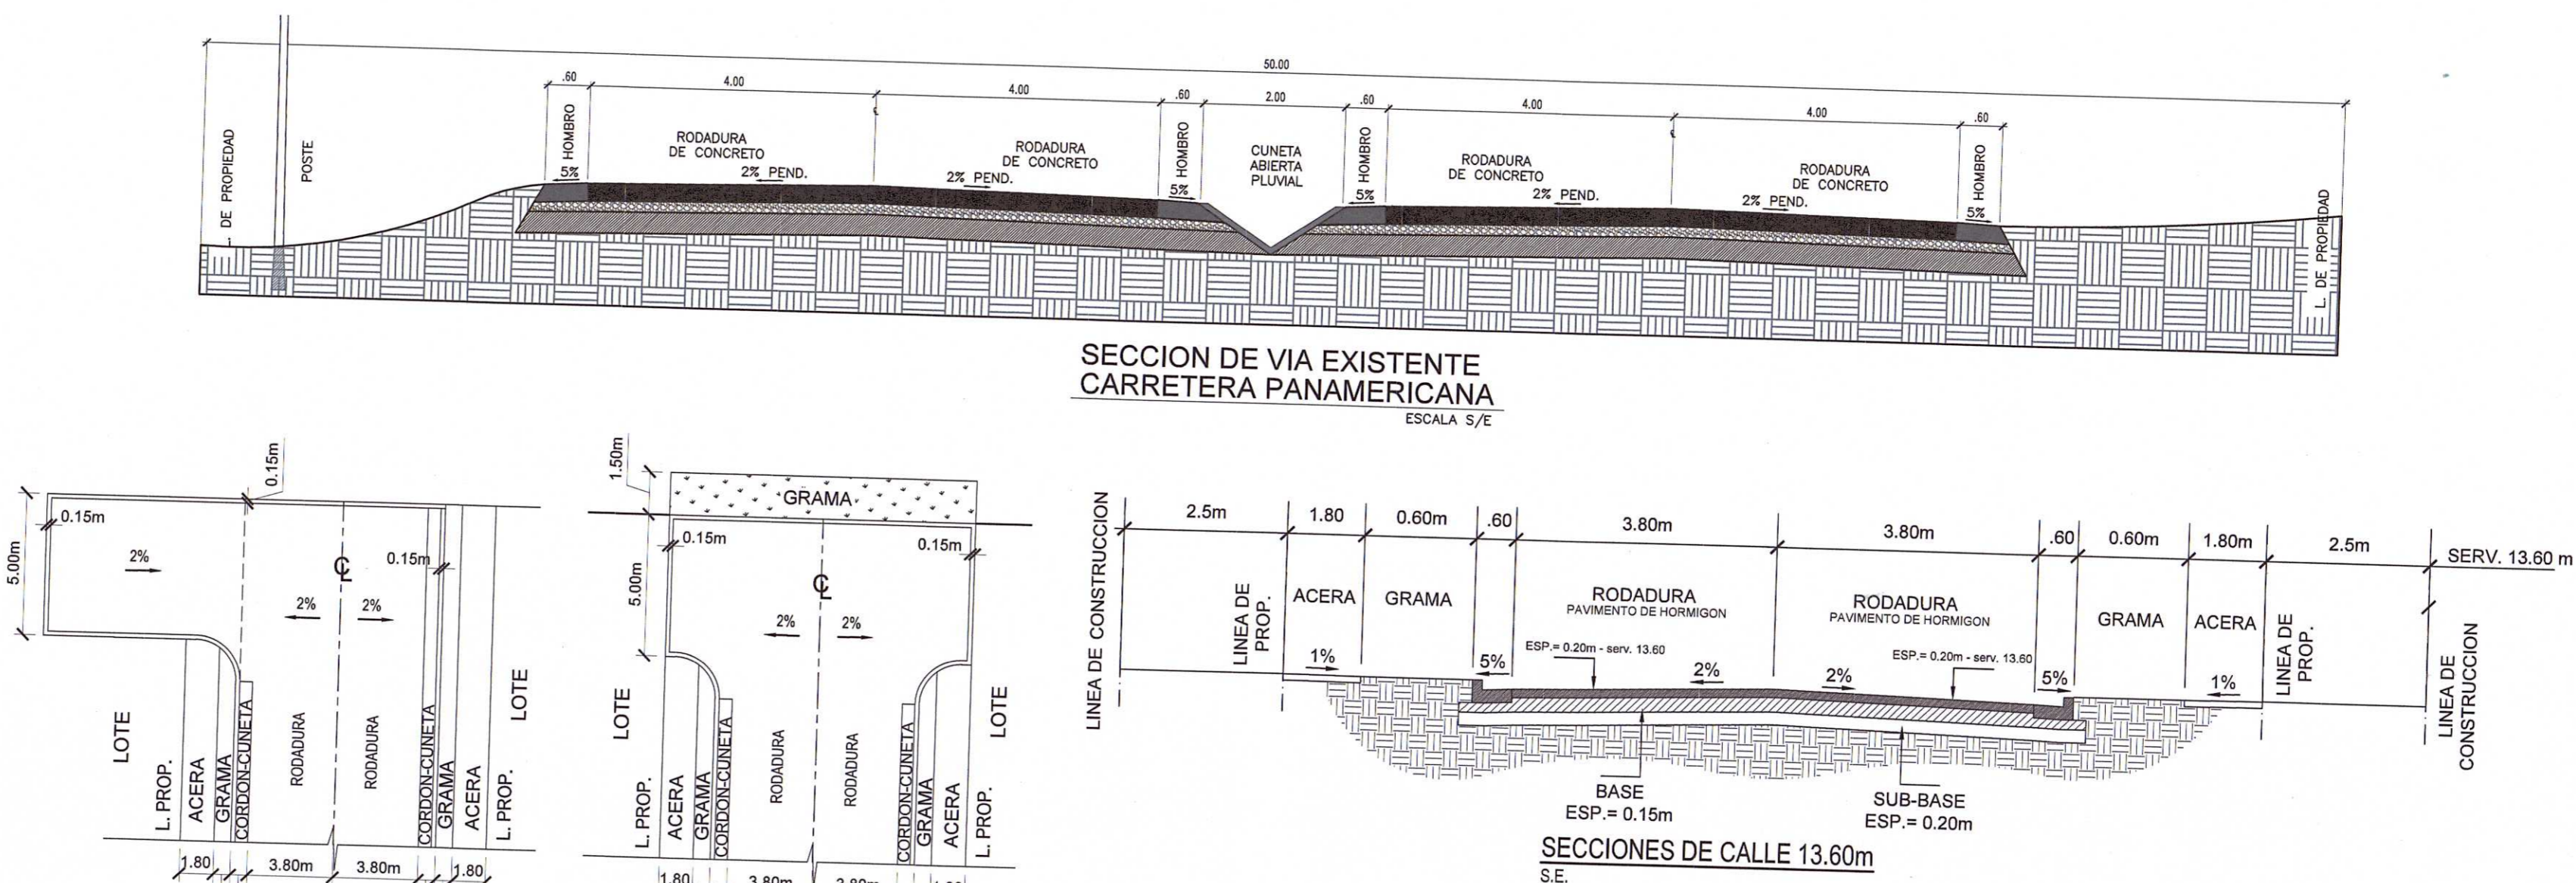 50.00
.60
4.00
4.00
.60
2.00
.60
4.00
4.00
.60
L. DE PROPIEDAD
POSTE
HOMBRO
5%
RODADURA
DE CONCRETO
2% PEND.
RODADURA
DE CONCRETO
2% PEND.
HOMBRO
5%
CUNETA
ABIERTA
PLUVIAL
HOMBRO
5%
RODADURA
DE CONCRETO
2% PEND.
RODADURA
DE CONCRETO
2% PEND.
HOMBRO
5%
L. DE PROPIEDAD
SECCION DE VIA EXISTENTE
CARRETERA PANAMERICANA
ESCALA S/E
0.15m
5.00m
0.15m
2%
0.15m
2%
2%
LOTE
L. PROP.
ACERA
GRAMA
CORDON-CUNETA
RODADURA
RODADURA
CORDON-CUNETA
GRAMA
ACERA
L. PROP.
LOTE
1.80
3.80m
3.80m
1.80
1.50m
GRAMA
0.15m
0.15m
5.00m
2%
2%
LOTE
L. PROP.
ACERA
GRAMA
CORDON-CUNETA
RODADURA
RODADURA
CORDON-CUNETA
GRAMA
ACERA
L. PROP.
LOTE
1.80
3.80m
3.80m
LINEA DE CONSTRUCCION
2.5m
1.80
0.60m
.60
3.80m
3.80m
.60
0.60m
1.80m
2.5m
SERV. 13.60 m
LINEA DE
PROP.
ACERA
GRAMA
RODADURA
PAVIMENTO DE HORMIGON
RODADURA
PAVIMENTO DE HORMIGON
GRAMA
ACERA
LINEA DE
PROP.
LINEA DE
CONSTRUCCION
1%
5%
ESP.= 0.20m - serv. 13.60
2%
2%
ESP.= 0.20m - serv. 13.60
5%
1%
BASE
ESP.= 0.15m
SUB-BASE
ESP.= 0.20m
SECCIONES DE CALLE 13.60m
S.E.